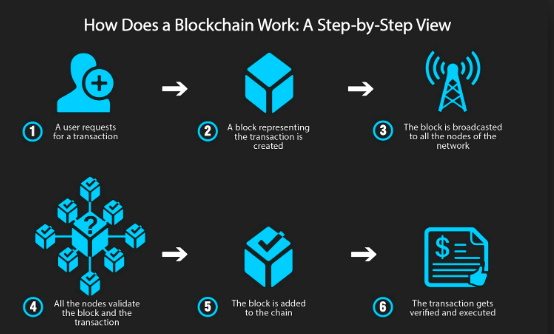 How Does a Blockchain Work: A Step-by-Step View
1
A user requests
for a transaction
2
A block representing
the transaction is
created
3
The block is broadcasted
to all the nodes of the
network
?
4
All the nodes validate
the block and the
transaction
5
The block is added
to the chain
$
6
The transaction gets
verified and executed